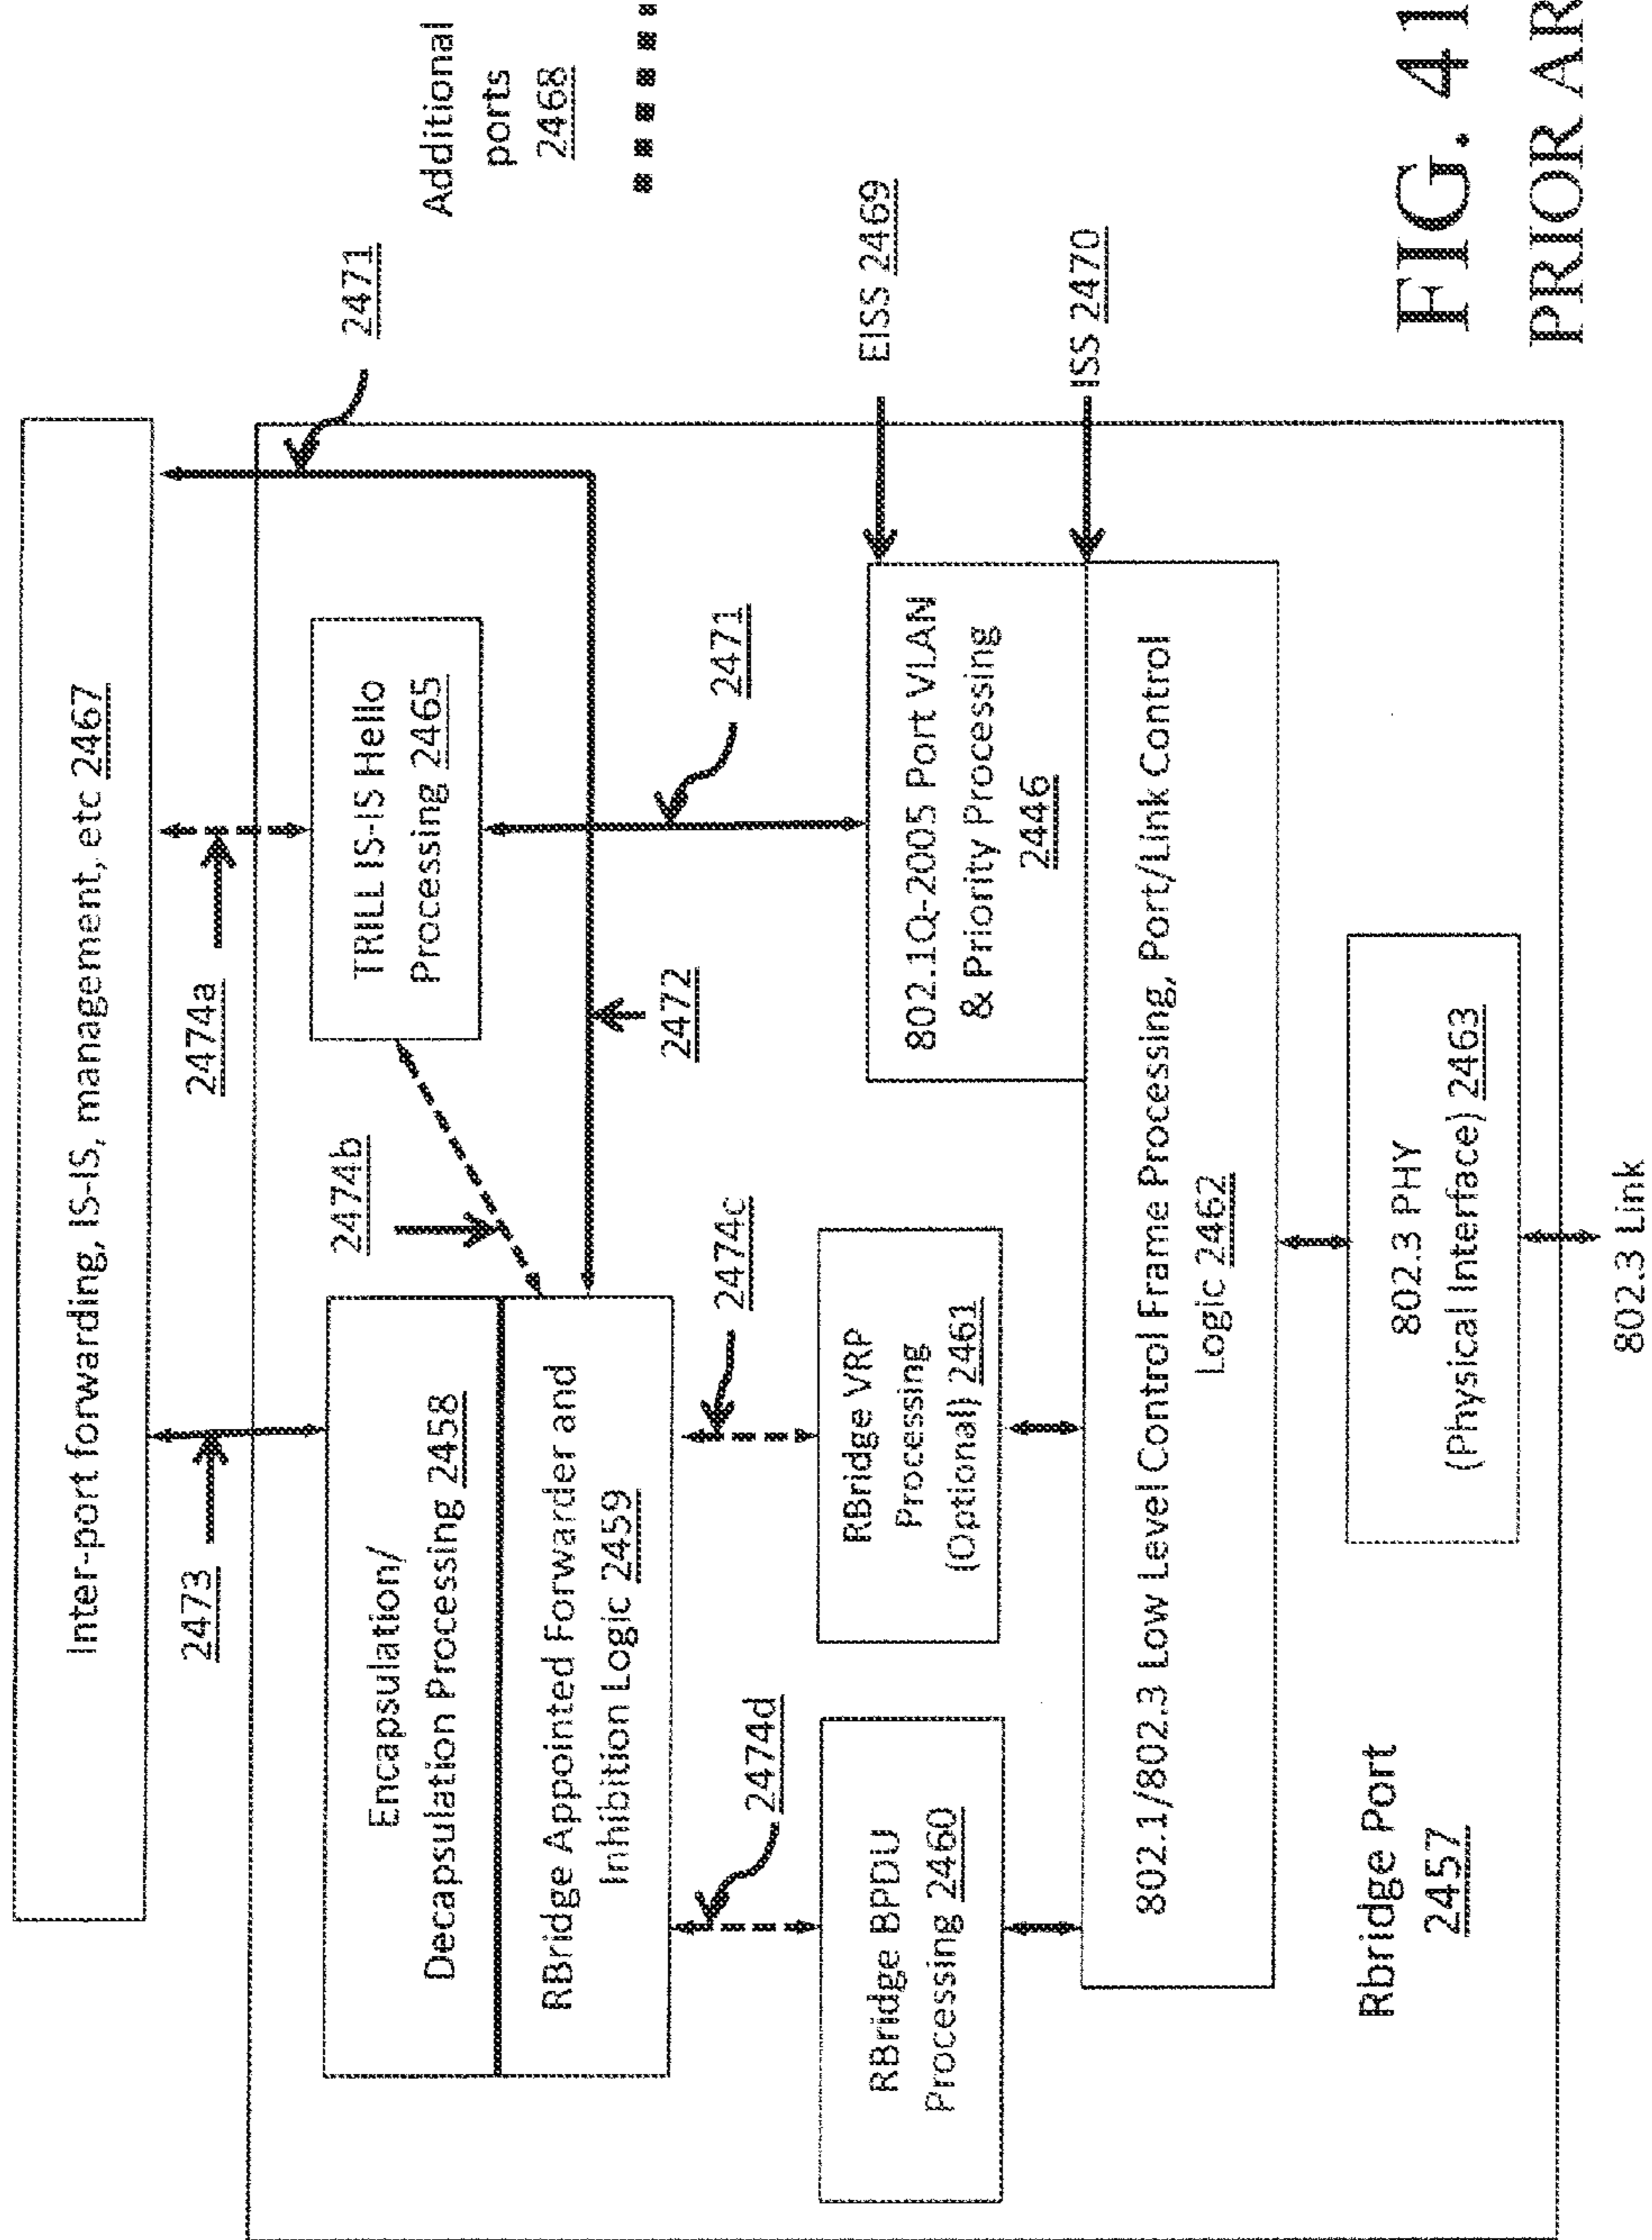 Inter-port forwarding, IS-IS, management, etc 2467
2473
2474a
2471
Additional
ports
2468
Encapsulation/
Decapsulation Processing 2458
RBridge Appointed Forwarder and
Inhibition Logic 2459
2474b
TRILL IS-IS Hello
Processing 2465
2472
2471
2474d
2474c
RBridge BPDU
Processing 2460
RBridge VRP
Processing
(Optional) 2461
802.1Q-2005 Port VLAN
& Priority Processing
2446
EISS 2469
ISS 2470
802.1/802.3 Low Level Control Frame Processing, Port/Link Control
Logic 2462
Rbridge Port
2457
802.3 PHY
(Physical Interface) 2463
802.3 Link
FIG. 41
PRIOR AR